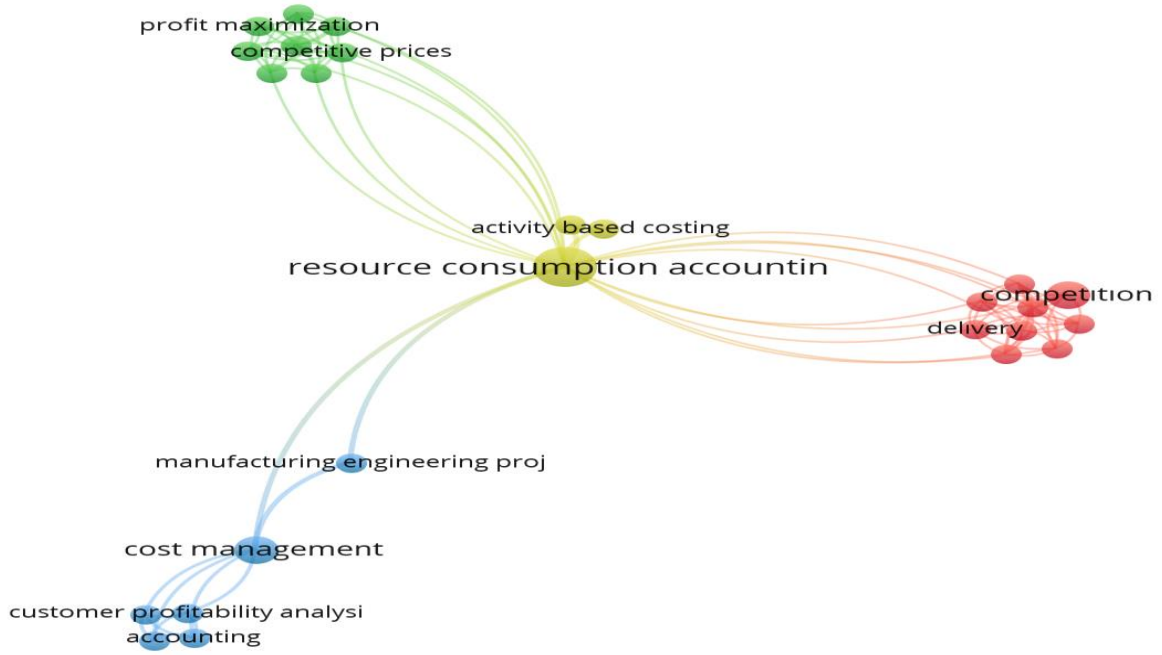 profit maximization
competitive prices
activity based costing
resource consumption accountin
competition
delivery
manufacturing engineering proj
cost management
customer profitability analysi
accounting